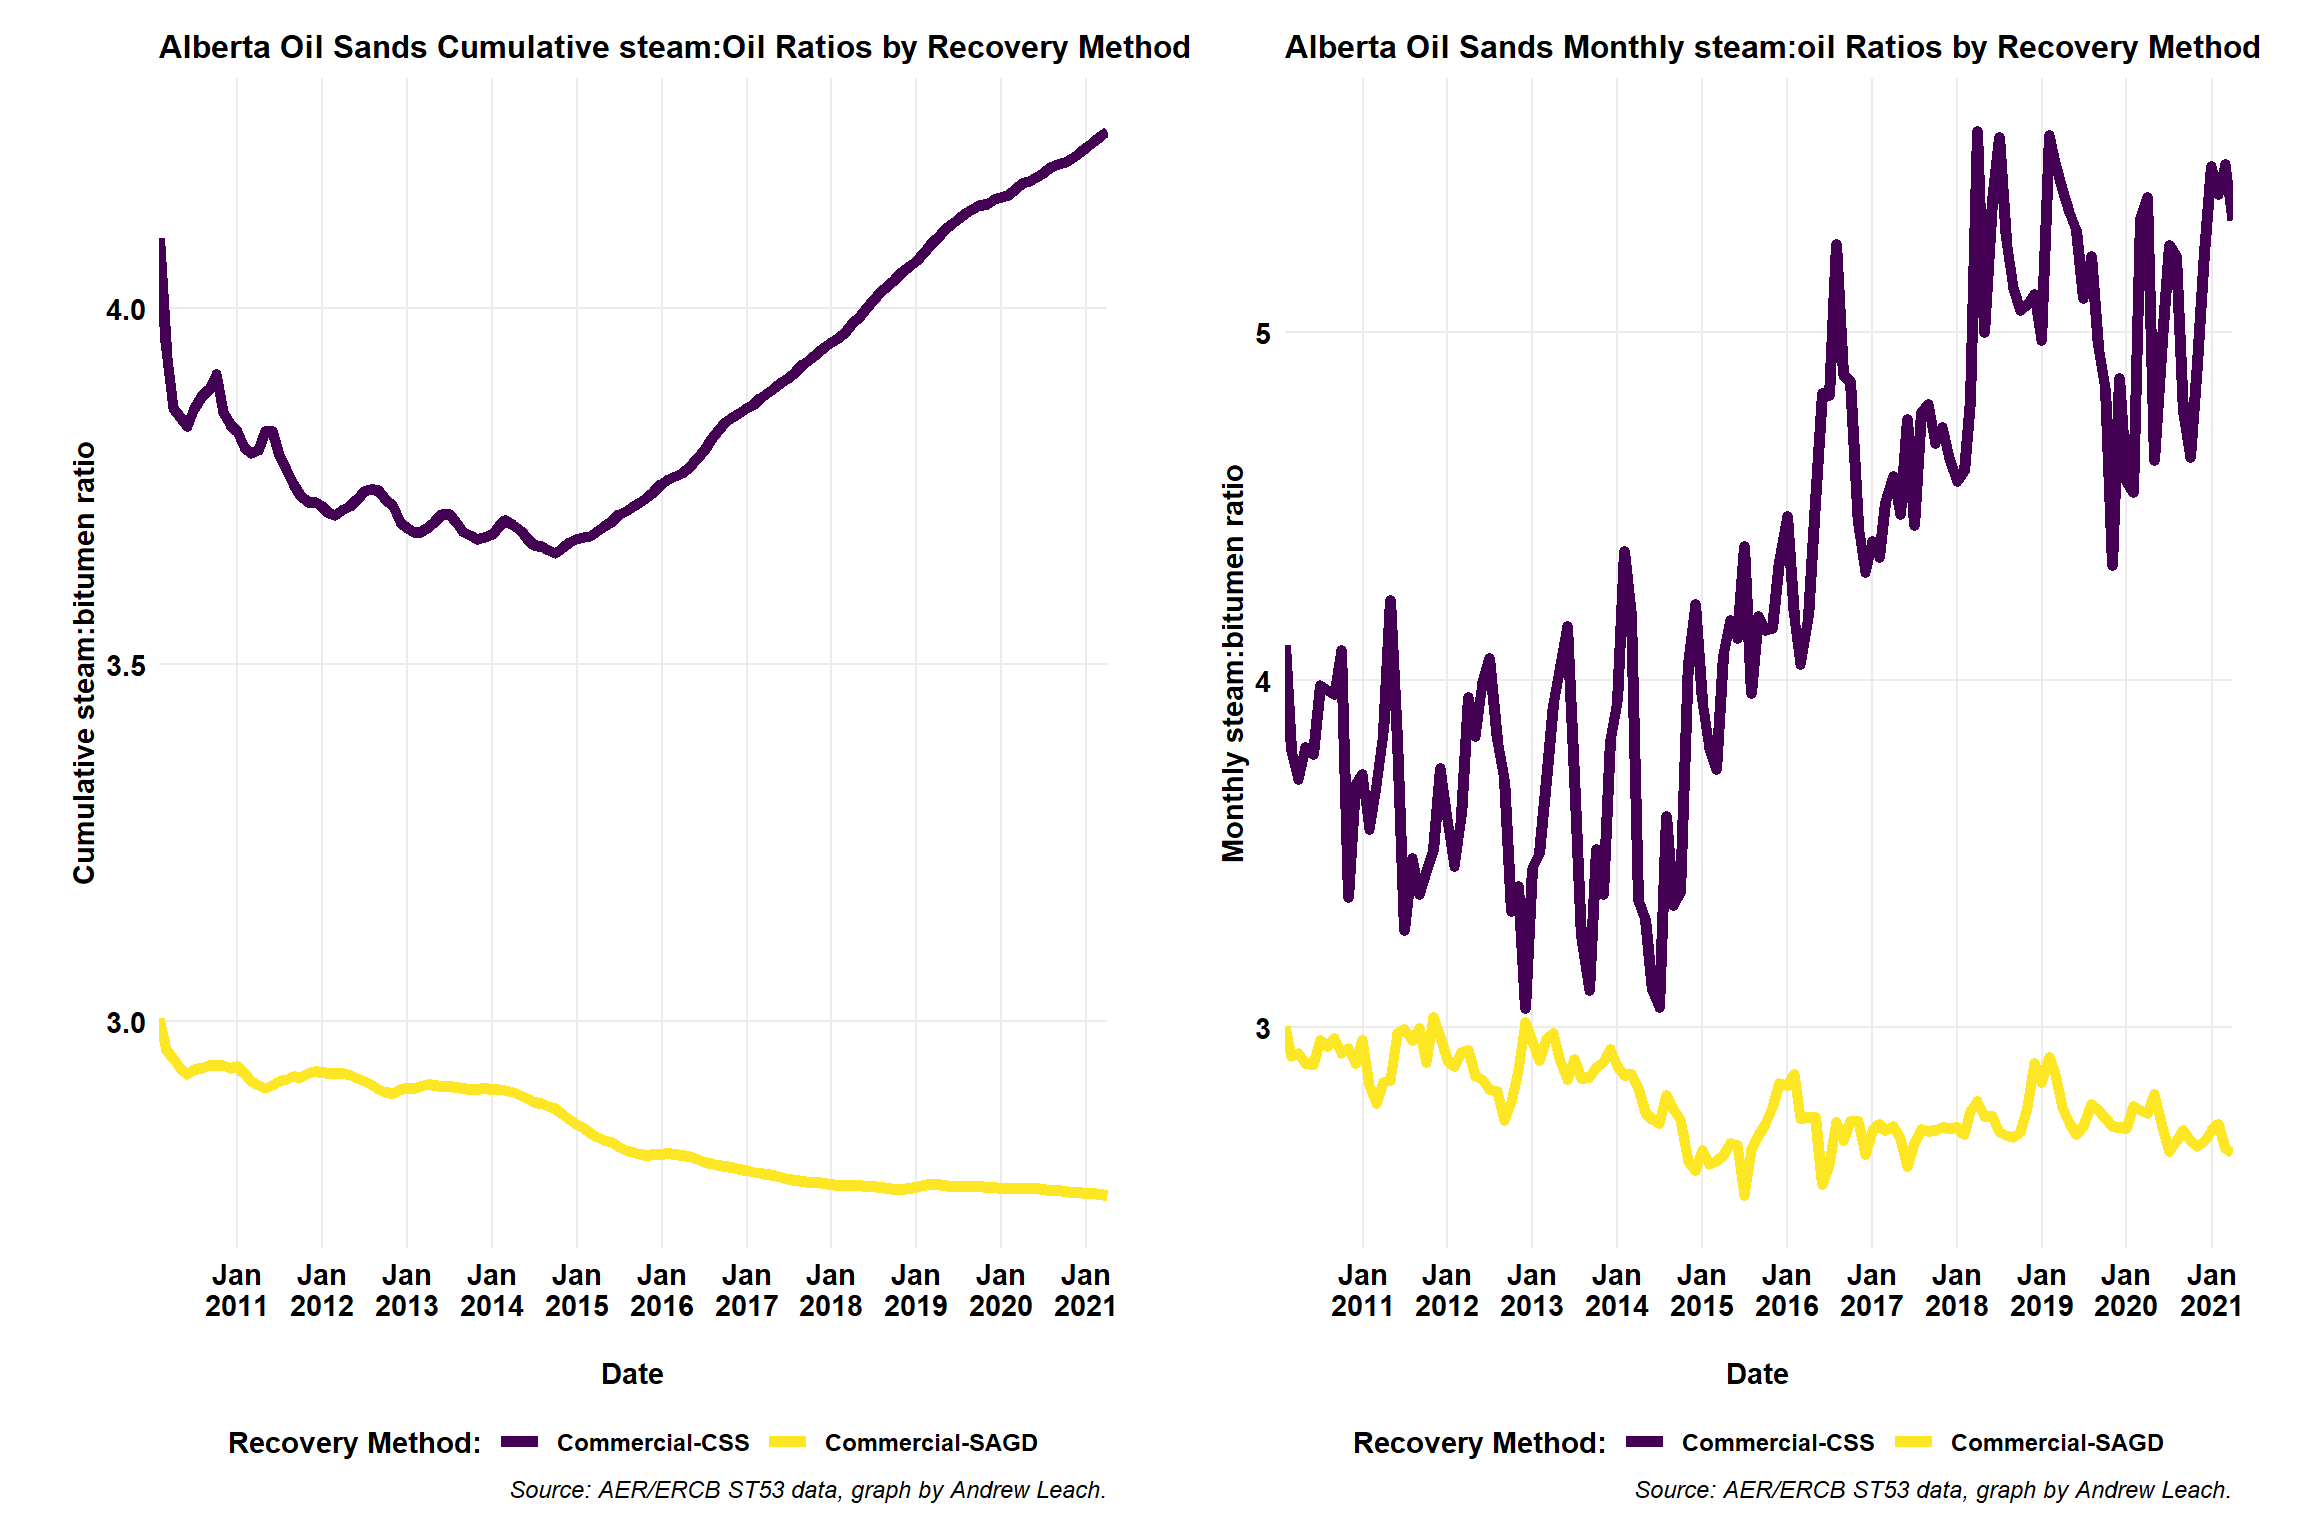 Alberta Oil Sands Cumulative steam:Oil Ratios by Recovery Method
Cumulative steam:bitumen ratio
4.0
3.5
3.0
Jan 2011
Jan 2012
Jan 2013
Jan 2014
Jan 2015
Jan 2016
Jan 2017
Jan 2018
Jan 2019
Jan 2020
Jan 2021
Date
Recovery Method: Commercial-CSS Commercial-SAGD
Source: AER/ERCB ST53 data, graph by Andrew Leach.
Alberta Oil Sands Monthly steam:oil Ratios by Recovery Method
Monthly steam:bitumen ratio
5
4
3
Jan 2011
Jan 2012
Jan 2013
Jan 2014
Jan 2015
Jan 2016
Jan 2017
Jan 2018
Jan 2019
Jan 2020
Jan 2021
Date
Recovery Method: Commercial-CSS Commercial-SAGD
Source: AER/ERCB ST53 data, graph by Andrew Leach.